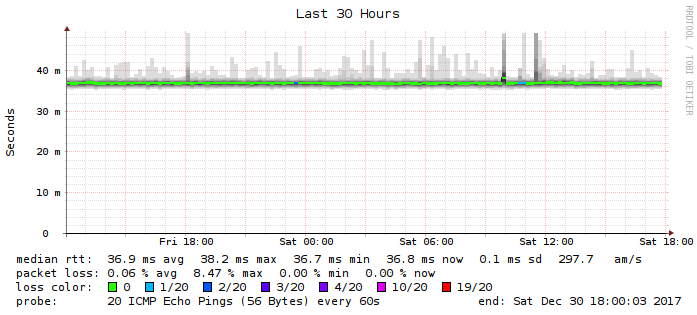 Last 30 Hours
RRDTOOL / TOBI OETIKER
Seconds
40 m
30 m
20 m
10 m
0
Fri 18:00 Sat 00:00 Sat 06:00 Sat 12:00 Sat 18:00
median rtt: 36.9 ms avg 38.2 ms max 36.7 ms min 36.8 ms now 0.1 ms sd 297.7 am/s
packet loss: 0.06 % avg 8.47 % max 0.00 % min 0.00 % now
loss color: 0 1/20 2/20 3/20 4/20 10/20 19/20
probe: 20 ICMP Echo Pings (56 Bytes) every 60s end: Sat Dec 30 18:00:03 2017